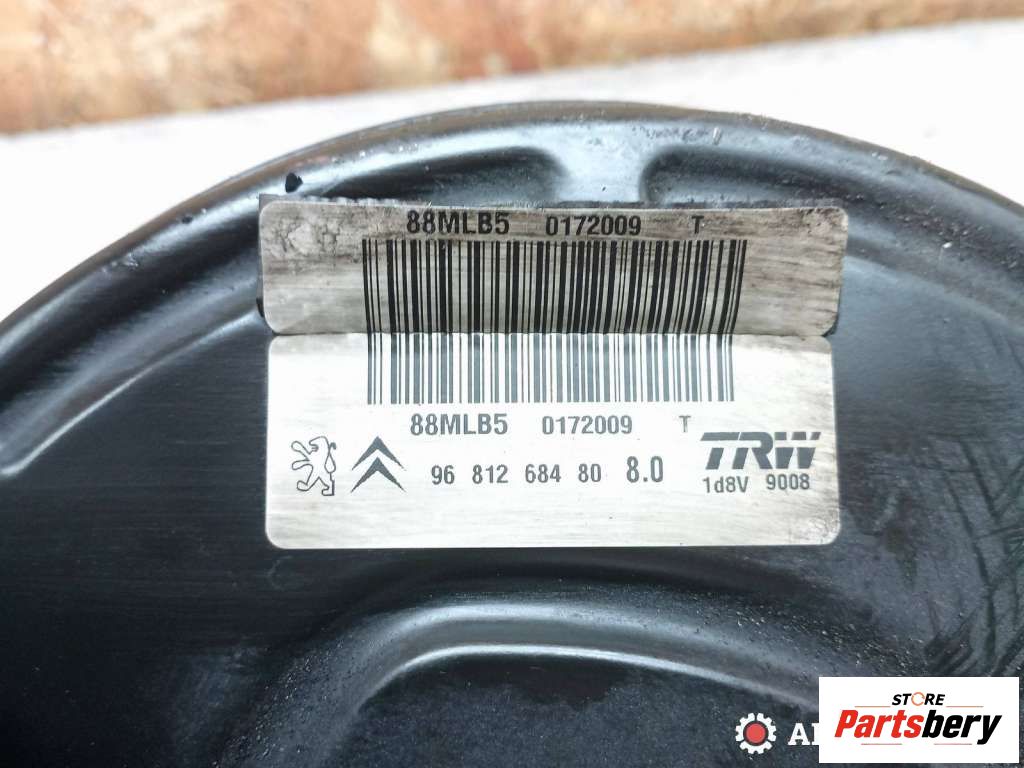 88MLB5 0172009 T
88MLB5 0172009 T
96 812 684 80 8.0 TRW
1d8V 9008
STORE
Partsbery